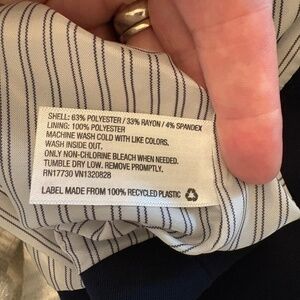 SHELL: 63% POLYESTER / 33% RAYON / 4% SPANDEX
LINING: 100% POLYESTER
MACHINE WASH COLD WITH LIKE COLORS.
WASH INSIDE OUT.
ONLY NON-CHLORINE BLEACH WHEN NEEDED.
TUMBLE DRY LOW. REMOVE PROMPTLY.
RN17730 VN1320828
LABEL MADE FROM 100% RECYCLED PLASTIC